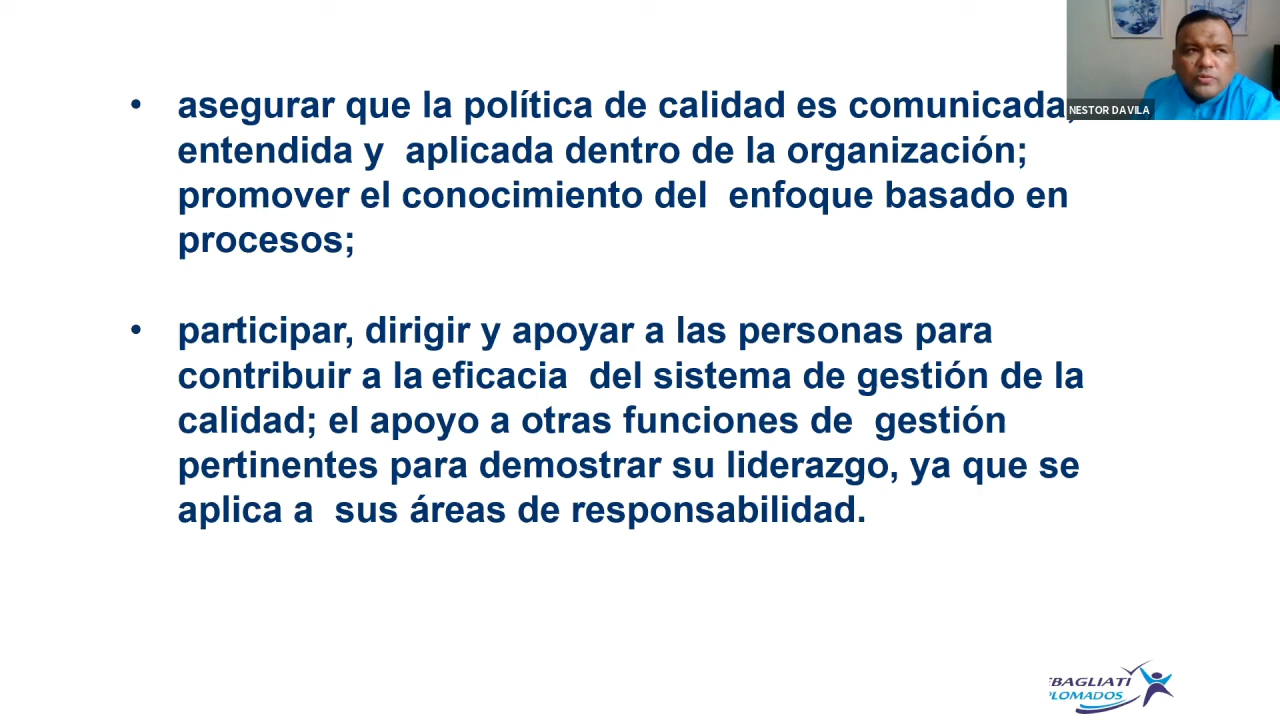 • asegurar que la política de calidad es comunicada,
entendida y aplicada dentro de la organización;
promover el conocimiento del enfoque basado en
procesos;
• participar, dirigir y apoyar a las personas para
contribuir a la eficacia del sistema de gestión de la
calidad; el apoyo a otras funciones de gestión
pertinentes para demostrar su liderazgo, ya que se
aplica a sus áreas de responsabilidad.
NESTOR DAVILA
EBAGLIATI
PLOMADOS